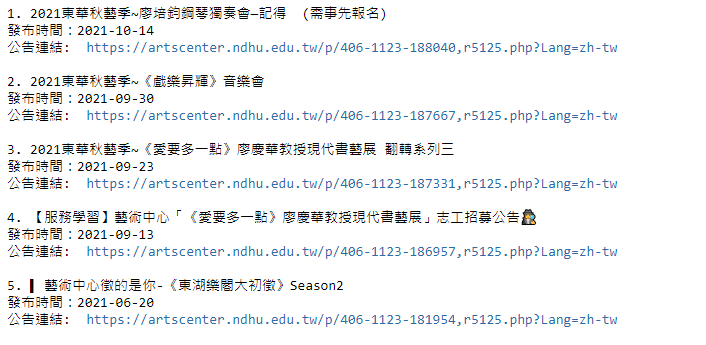 1. 2021東華秋藝季~廖培鈞鋼琴獨奏會—記得 (需事先報名)
發布時間：2021-10-14
公告連結: https://artscenter.ndhu.edu.tw/p/406-1123-188040,r5125.php?Lang=zh-tw
2. 2021東華秋藝季~《戲樂昇輝》音樂會
發布時間：2021-09-30
公告連結: https://artscenter.ndhu.edu.tw/p/406-1123-187667,r5125.php?Lang=zh-tw
3. 2021東華秋藝季~《愛要多一點》廖慶華教授現代書藝展 翻轉系列三
發布時間：2021-09-23
公告連結: https://artscenter.ndhu.edu.tw/p/406-1123-187331,r5125.php?Lang=zh-tw
4. 【服務學習】藝術中心「《愛要多一點》廖慶華教授現代書藝展」志工招募公告
發布時間：2021-09-13
公告連結: https://artscenter.ndhu.edu.tw/p/406-1123-186957,r5125.php?Lang=zh-tw
5. ▍藝術中心徵的是你-《東湖樂閣大初徵》Season2
發布時間：2021-06-20
公告連結: https://artscenter.ndhu.edu.tw/p/406-1123-181954,r5125.php?Lang=zh-tw